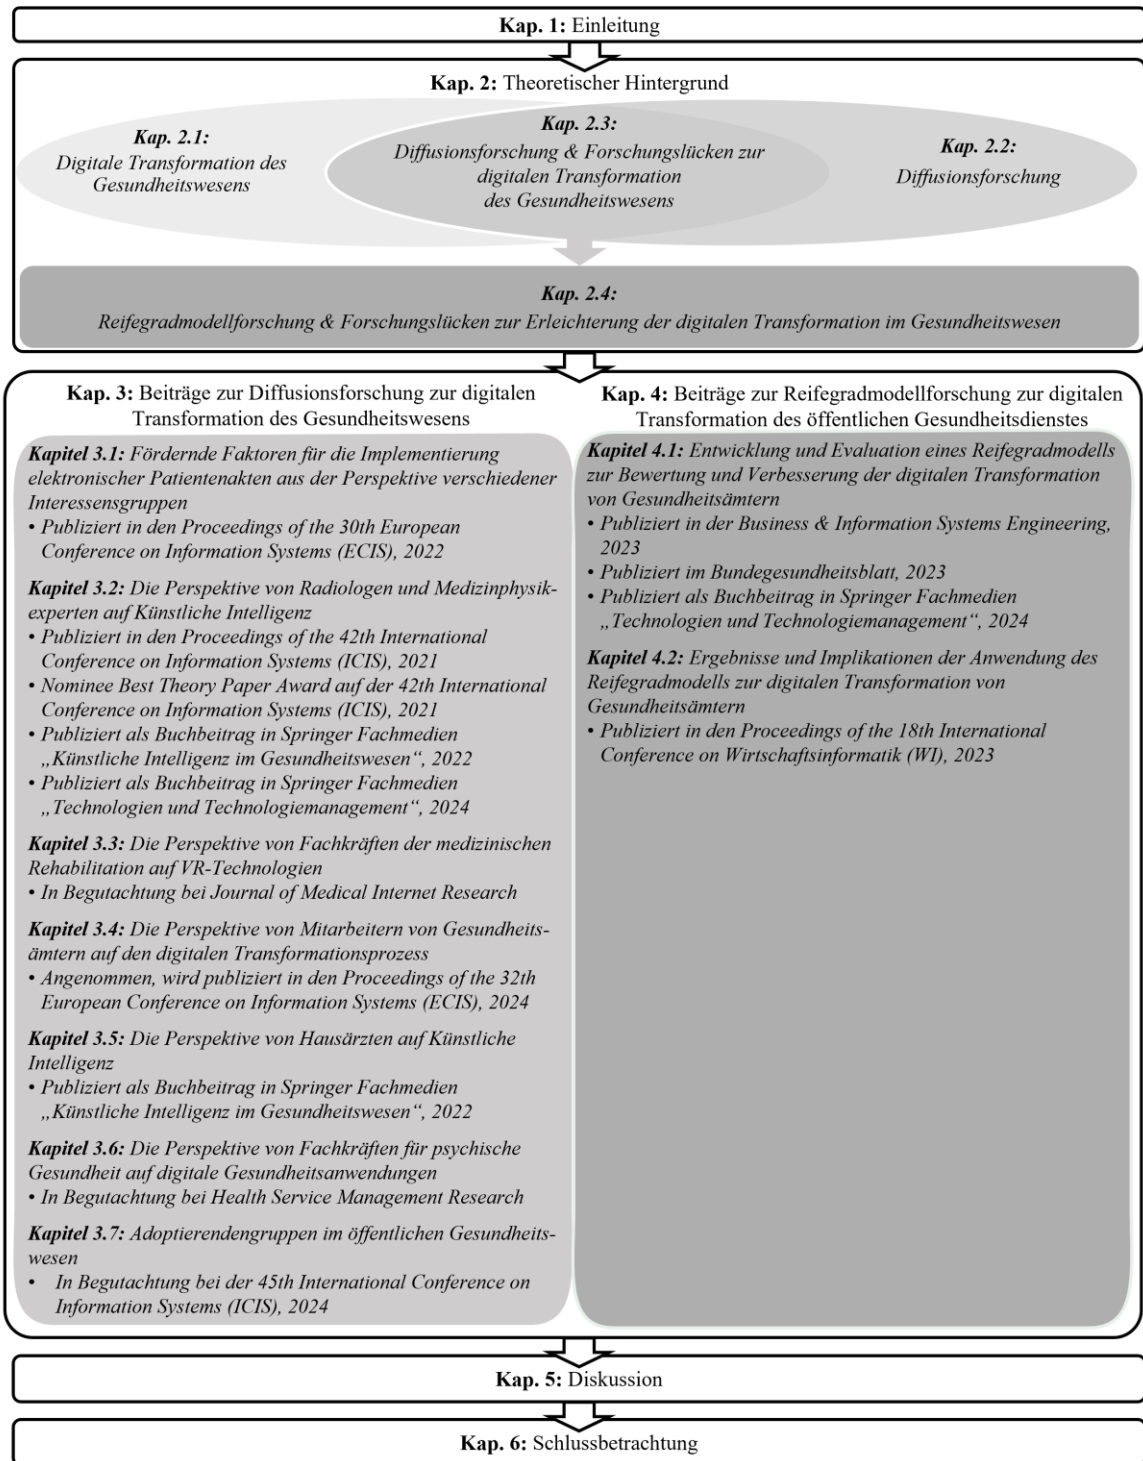 Kap. 1: Einleitung
Kap. 2: Theoretischer Hintergrund
Kap. 2.1:
Digitale Transformation des
Gesundheitswesens
Kap. 2.3:
Diffusionsforschung & Forschungslücken zur
digitalen Transformation
des Gesundheitswesens
Kap. 2.2:
Diffusionsforschung
Kap. 2.4:
Reifegradmodellforschung & Forschungslücken zur Erleichterung der digitalen Transformation im Gesundheitswesen
Kap. 3: Beiträge zur Diffusionsforschung zur digitalen
Transformation des Gesundheitswesens
Kapitel 3.1: Fördernde Faktoren für die Implementierung
elektronischer Patientenakten aus der Perspektive verschiedener
Interessensgruppen
• Publiziert in den Proceedings of the 30th European
Conference on Information Systems (ECIS), 2022
Kapitel 3.2: Die Perspektive von Radiologen und Medizinphysik-
experten auf Künstliche Intelligenz
• Publiziert in den Proceedings of the 42th International
Conference on Information Systems (ICIS), 2021
• Nominee Best Theory Paper Award auf der 42th International
Conference on Information Systems (ICIS), 2021
• Publiziert als Buchbeitrag in Springer Fachmedien
„Künstliche Intelligenz im Gesundheitswesen“, 2022
• Publiziert als Buchbeitrag in Springer Fachmedien
„Technologien und Technologiemanagement“, 2024
Kapitel 3.3: Die Perspektive von Fachkräften der medizinischen
Rehabilitation auf VR-Technologien
• In Begutachtung bei Journal of Medical Internet Research
Kapitel 3.4: Die Perspektive von Mitarbeitern von Gesundheits-
ämtern auf den digitalen Transformationsprozess
• Angenommen, wird publiziert in den Proceedings of the 32th
European Conference on Information Systems (ECIS), 2024
Kapitel 3.5: Die Perspektive von Hausärzten auf Künstliche
Intelligenz
• Publiziert als Buchbeitrag in Springer Fachmedien
„Künstliche Intelligenz im Gesundheitswesen“, 2022
Kapitel 3.6: Die Perspektive von Fachkräften für psychische
Gesundheit auf digitale Gesundheitsanwendungen
• In Begutachtung bei Health Service Management Research
Kapitel 3.7: Adoptierendengruppen im öffentlichen Gesundheits-
wesen
• In Begutachtung bei der 45th International Conference on
Information Systems (ICIS), 2024
Kap. 4: Beiträge zur Reifegradmodellforschung zur digitalen
Transformation des öffentlichen Gesundheitsdienstes
Kapitel 4.1: Entwicklung und Evaluation eines Reifegradmodells
zur Bewertung und Verbesserung der digitalen Transformation
von Gesundheitsämtern
• Publiziert in der Business & Information Systems Engineering,
2023
• Publiziert im Bundegesundheitsblatt, 2023
• Publiziert als Buchbeitrag in Springer Fachmedien
„Technologien und Technologiemanagement“, 2024
Kapitel 4.2: Ergebnisse und Implikationen der Anwendung des
Reifegradmodells zur digitalen Transformation von
Gesundheitsämtern
• Publiziert in den Proceedings of the 18th International
Conference on Wirtschaftsinformatik (WI), 2023
Kap. 5: Diskussion
Kap. 6: Schlussbetrachtung